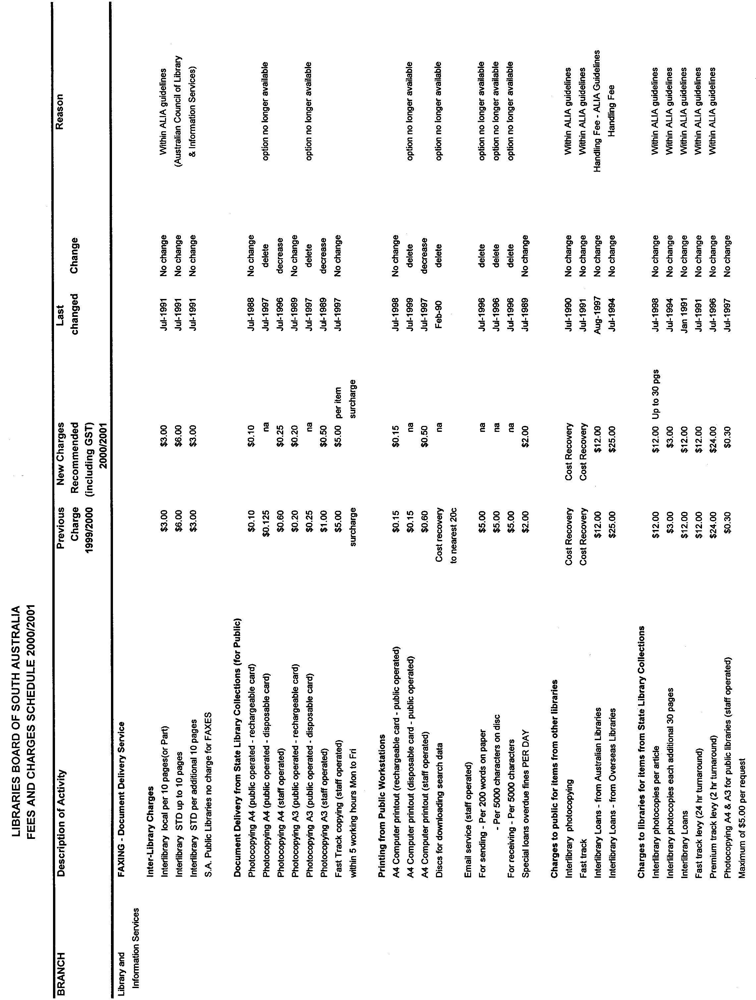 LIBRARIES BOARD OF SOUTH AUSTRALIA
FEES AND CHARGES SCHEDULE 2000/2001
BRANCH Description of Activity Previous New Charges Last Reason
Charge Recommended changed Change
1999/2000 (including GST)
2000/2001
Library and FAXING - Document Delivery Service
Information Services
Inter-Library Charges
Interlibrary local per 10 pages(or Part) $3.00 $3.00 Jul-1991 No change Within ALIA guidelines
Interlibrary STD up to 10 pages $6.00 $6.00 Jul-1991 No change (Australian Council of Library
Interlibrary STD per additional 10 pages $3.00 $3.00 Jul-1991 No change & Information Services)
S.A. Public Libraries no charge for FAXES
Document Delivery from State Library Collections (for Public)
Photocopying A4 (public operated - rechargeable card) $0.10 $0.10 Jul-1988 No change
Photocopying A4 (public operated - disposable card) $0.125 na Jul-1997 delete option no longer available
Photocopying A4 (staff operated) $0.60 $0.25 Jul-1996 decrease
Photocopying A3 (public operated - rechargeable card) $0.20 $0.20 Jul-1989 No change
Photocopying A3 (public operated - disposable card) $0.25 na Jul-1997 delete option no longer available
Photocopying A3 (staff operated) $1.00 $0.50 Jul-1989 decrease
Fast Track copying (staff operated) $5.00 $5.00 per item Jul-1997 No change
within 5 working hours Mon to Fri surcharge surcharge
Printing from Public Workstations
A4 Computer printout (rechargeable card - public operated) $0.15 $0.15 Jul-1998 No change
A4 Computer printout (disposable card - public operated) $0.15 na Jul-1999 delete option no longer available
A4 Computer printout (staff operated) $0.60 $0.50 Jul-1997 decrease
Discs for downloading search data Cost recovery na Feb-90 delete option no longer available
to nearest 20c
Email service (staff operated)
For sending - Per 200 words on paper $5.00 na Jul-1996 delete option no longer available
- Per 5000 characters on disc $5.00 na Jul-1996 delete option no longer available
For receiving - Per 5000 characters $5.00 na Jul-1996 delete option no longer available
Special loans overdue fines PER DAY $2.00 $2.00 Jul-1989 No change
Charges to public for items from other libraries
Interlibrary photocopying Cost Recovery Cost Recovery Jul-1990 No change Within ALIA guidelines
Fast track Cost Recovery Cost Recovery Jul-1991 No change Within ALIA guidelines
Interlibrary Loans - from Australian Libraries $12.00 $12.00 Aug-1997 No change Handling Fee - ALIA Guidelines
Interlibrary Loans - from Overseas Libraries $25.00 $25.00 Jul-1994 No change Handling Fee
Charges to libraries for items from State Library Collections
Interlibrary photocopies per article $12.00 $12.00 Up to 30 pgs Jul-1998 No change Within ALIA guidelines
Interlibrary photocopies each additional 30 pages $3.00 $3.00 Jul-1994 No change Within ALIA guidelines
Interlibrary Loans $12.00 $12.00 Jan 1991 No change Within ALIA guidelines
Fast track levy (24 hr turnround) $12.00 $12.00 Jul-1991 No change Within ALIA guidelines
Premium track levy (2 hr turnaround) $24.00 $24.00 Jul-1996 No change Within ALIA guidelines
Photocopying A4 & A3 for public libraries (staff operated) $0.30 $0.30 Jul-1997 No change
Maximum of $5.00 per request